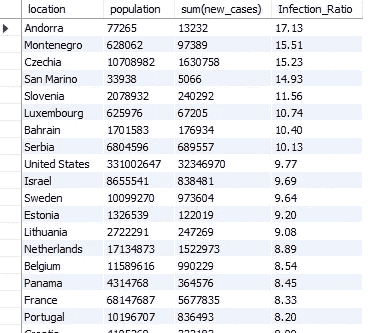 location population sum(new_cases) Infection_Ratio
Andorra 77265 13232 17.13
Montenegro 628062 97389 15.51
Czechia 10708982 1630758 15.23
San Marino 33938 5066 14.93
Slovenia 2078932 240292 11.56
Luxembourg 625976 67205 10.74
Bahrain 1701583 176934 10.40
Serbia 6804596 689557 10.13
United States 331002647 32346970 9.77
Israel 8655541 838481 9.69
Sweden 10099270 973604 9.64
Estonia 1326539 122019 9.20
Lithuania 2722291 247269 9.08
Netherlands 17134873 1522973 8.89
Belgium 11589616 990229 8.54
Panama 4314768 364576 8.45
France 68147687 5677835 8.33
Portugal 10196707 836493 8.20